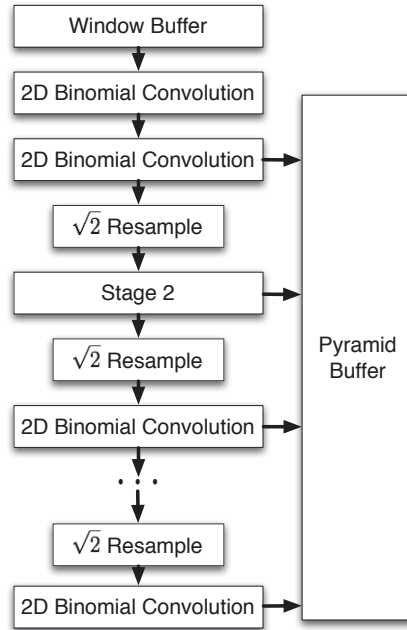 Window Buffer
2D Binomial Convolution
2D Binomial Convolution
√2 Resample
Stage 2
√2 Resample
Pyramid
Buffer
2D Binomial Convolution
...
√2 Resample
2D Binomial Convolution